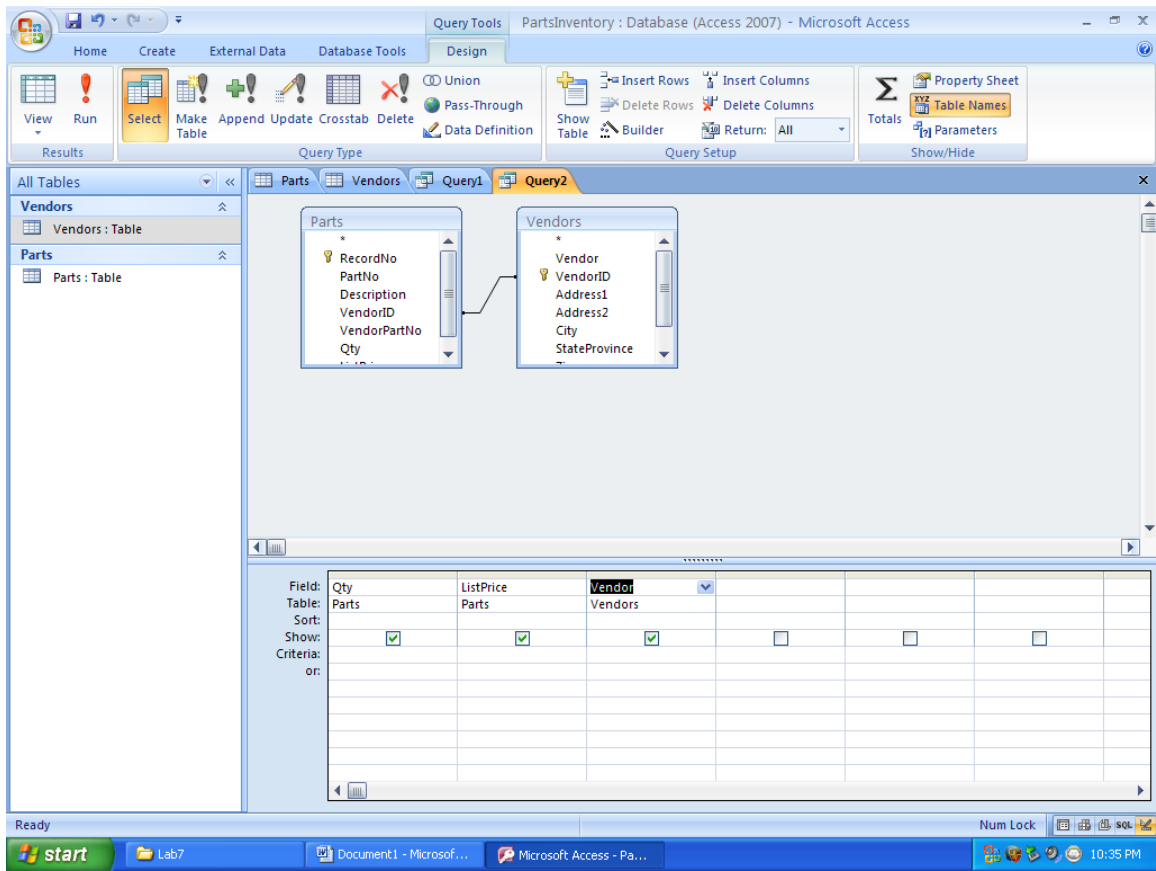 Query Tools PartsInventory : Database (Access 2007) - Microsoft Access
Home Create External Data Database Tools Design
View Run Select Make Table Append Update Crosstab Delete
Union
Pass-Through
Data Definition
Show Table
Insert Rows
Delete Rows
Builder
Insert Columns
Delete Columns
Return: All
Totals
Property Sheet
Table Names
Parameters
Results Query Type Query Setup Show/Hide
All Tables
Parts Vendors Query1 Query2
Vendors
Vendors : Table
Parts
Parts : Table
Parts
*
RecordNo
PartNo
Description
VendorID
VendorPartNo
Qty
Vendors
*
Vendor
VendorID
Address1
Address2
City
StateProvince
Field: Qty ListPrice Vendor
Table: Parts Parts Vendors
Sort:
Show:
Criteria:
or:
Ready Num Lock SQL
start Lab7 Document1 - Microsof... Microsoft Access - Pa... 10:35 PM